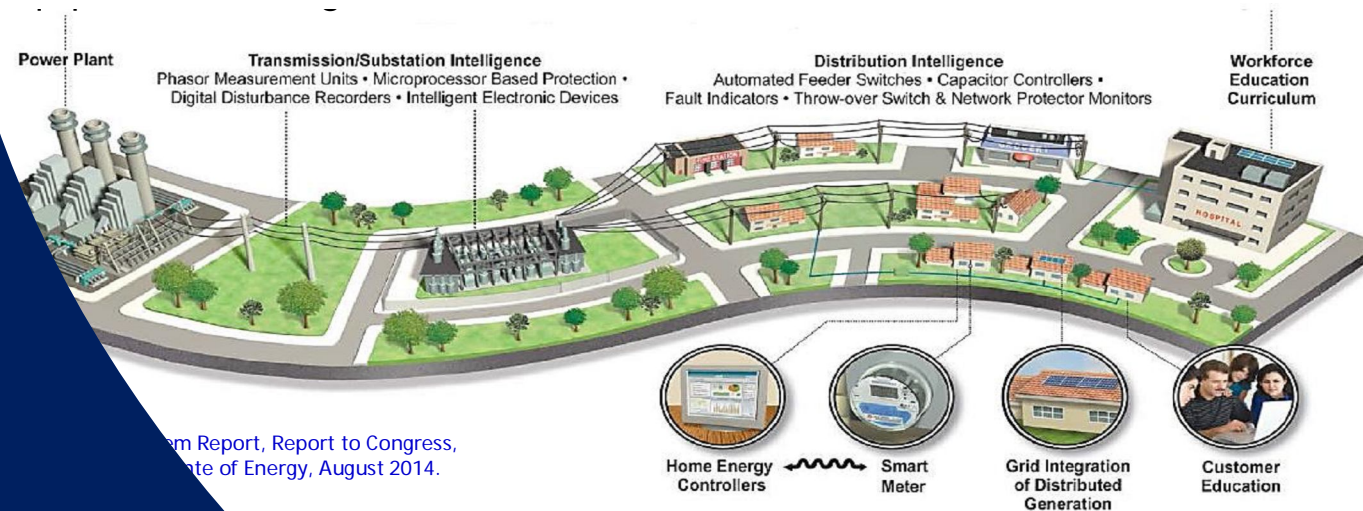 Power Plant
Transmission/Substation Intelligence
Phasor Measurement Units • Microprocessor Based Protection •
Digital Disturbance Recorders • Intelligent Electronic Devices
Distribution Intelligence
Automated Feeder Switches • Capacitor Controllers •
Fault Indicators • Throw-over Switch & Network Protector Monitors
Workforce
Education
Curriculum
FIRE STATION
HOSPITAL
Home Energy
Controllers
Smart
Meter
Grid Integration
of Distributed
Generation
Customer
Education
em Report, Report to Congress,
of Energy, August 2014.